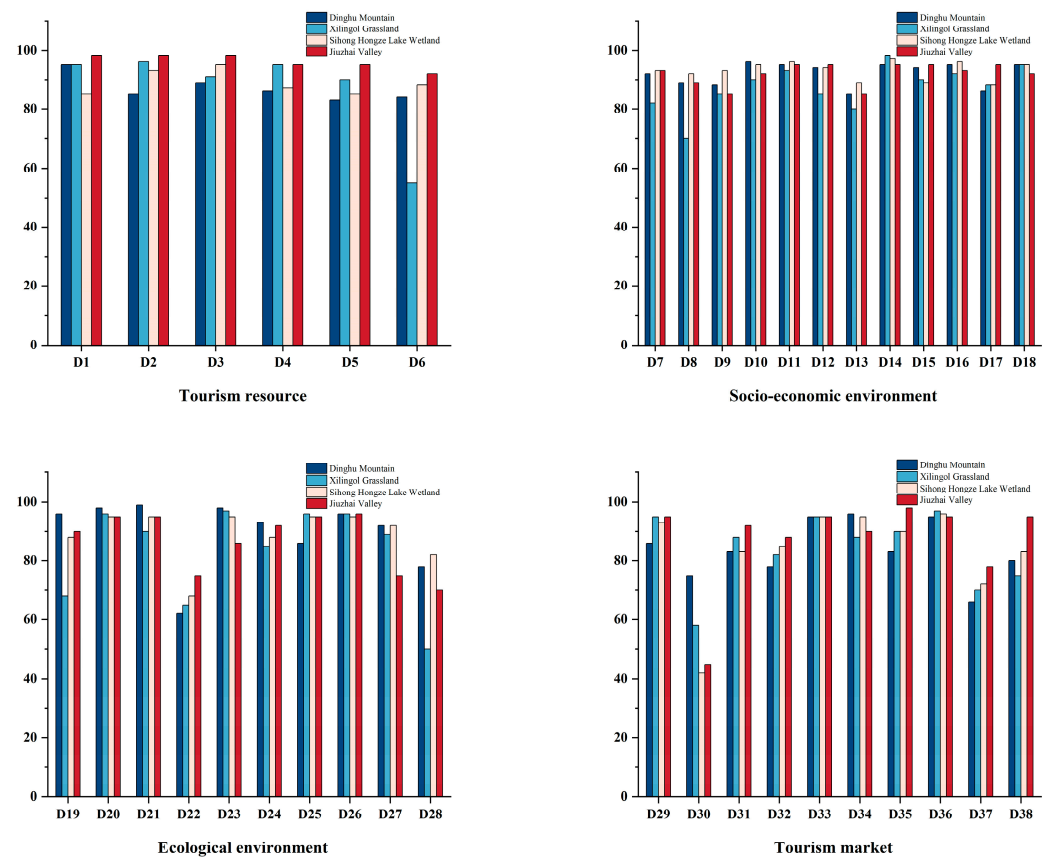 Dinghu Mountain
Xilingol Grassland
Sihong Hongze Lake Wetland
Jiuzhai Valley
100
80
60
40
20
0
D1 D2 D3 D4 D5 D6
Tourism resource
Dinghu Mountain
Xilingol Grassland
Sihong Hongze Lake Wetland
Jiuzhai Valley
100
80
60
40
20
0
D7 D8 D9 D10 D11 D12 D13 D14 D15 D16 D17 D18
Socio-economic environment
Dinghu Mountain
Xilingol Grassland
Sihong Hongze Lake Wetland
Jiuzhai Valley
100
80
60
40
20
0
D19 D20 D21 D22 D23 D24 D25 D26 D27 D28
Ecological environment
Dinghu Mountain
Xilingol Grassland
Sihong Hongze Lake Wetland
Jiuzhai Valley
100
80
60
40
20
0
D29 D30 D31 D32 D33 D34 D35 D36 D37 D38
Tourism market